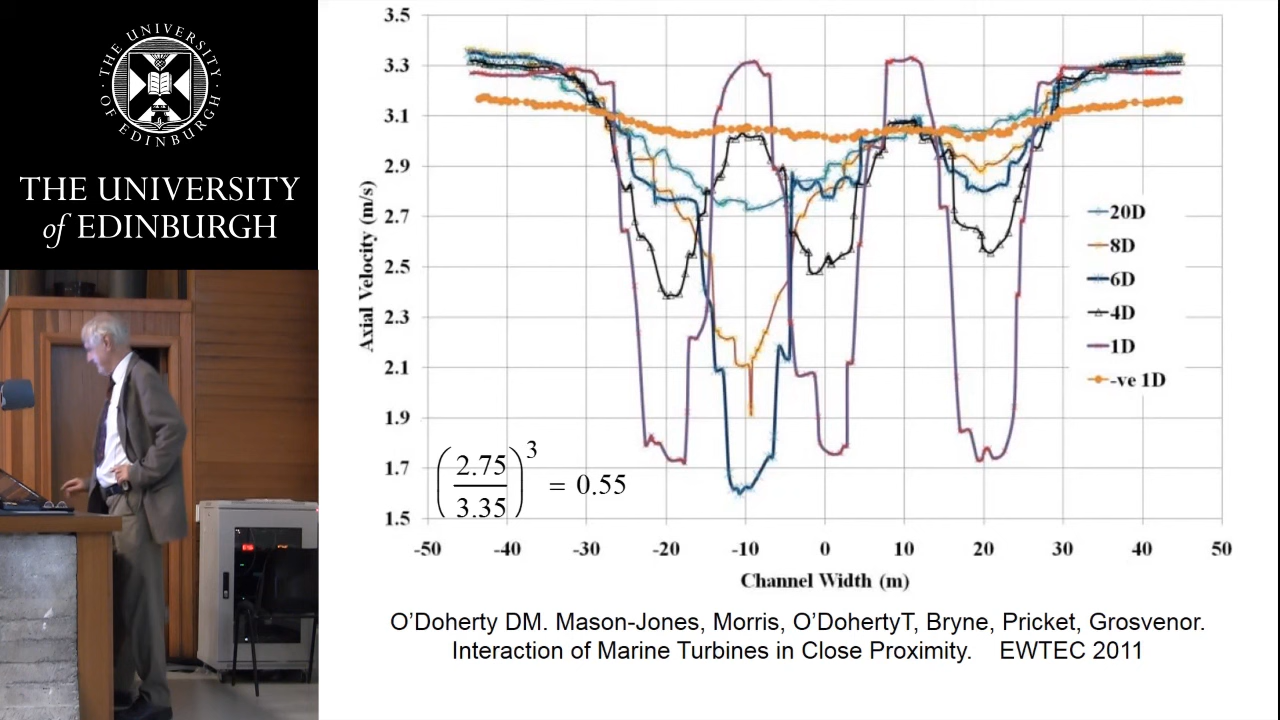 THE UNIVERSITY OF EDINBURGH
THE UNIVERSITY
of EDINBURGH
3.5
3.3
3.1
2.9
2.7
2.5
2.3
2.1
1.9
1.7
1.5
Axial Velocity (m/s)
-50 -40 -30 -20 -10 0 10 20 30 40 50
Channel Width (m)
20D
8D
6D
4D
1D
-ve 1D
(2.75/3.35)³ = 0.55
O’Doherty DM. Mason-Jones, Morris, O’DohertyT, Bryne, Pricket, Grosvenor.
Interaction of Marine Turbines in Close Proximity. EWTEC 2011